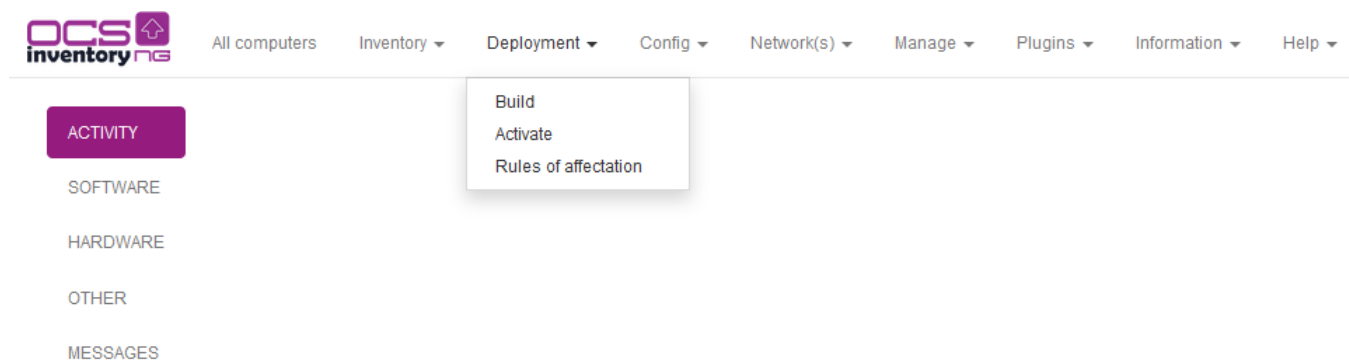 OCS inventory ng
All computers Inventory Deployment Config Network(s) Manage Plugins Information Help
Build
Activate
Rules of affectation
ACTIVITY
SOFTWARE
HARDWARE
OTHER
MESSAGES